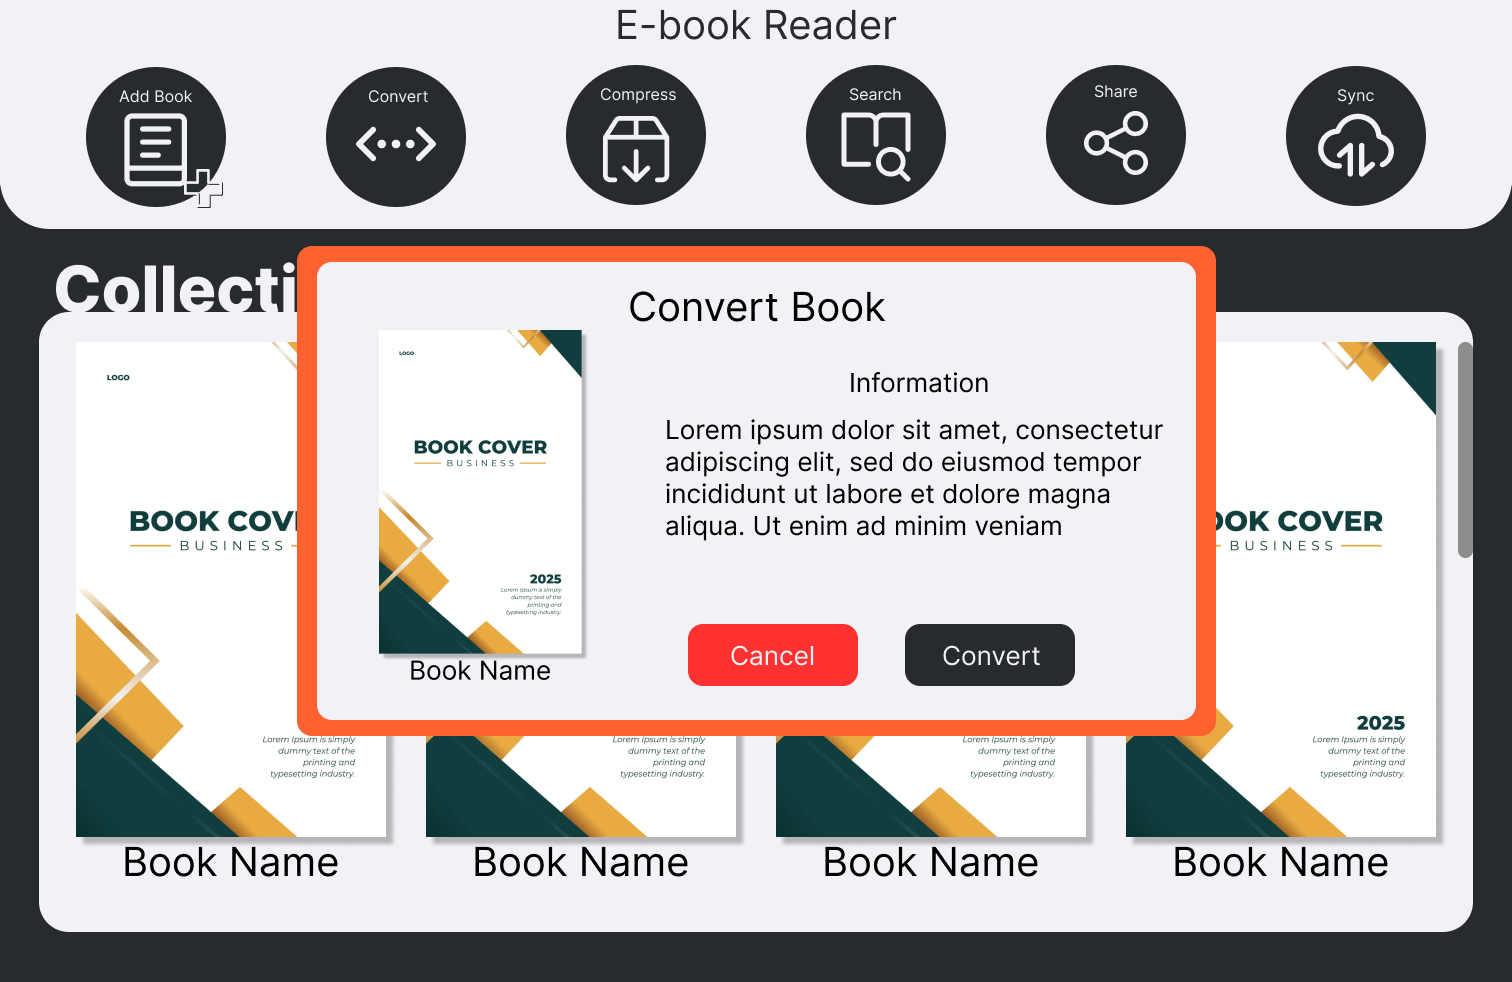 E-book Reader
Add Book
Convert
Compress
Search
Share
Sync
Collecti
Convert Book
LOGO
BOOK COVER
BUSINESS
2025
Lorem Ipsum is simply
dummy text of the
printing and
typesetting industry.
Book Name
Information
Lorem ipsum dolor sit amet, consectetur
adipiscing elit, sed do eiusmod tempor
incididunt ut labore et dolore magna
aliqua. Ut enim ad minim veniam
Cancel
Convert
LOGO
BOOK COV
BUSINESS
Lorem Ipsum is simply
dummy text of the
printing and
typesetting industry.
Book Name
Lorem Ipsum is simply
dummy text of the
printing and
typesetting industry.
Book Name
Lorem Ipsum is simply
dummy text of the
printing and
typesetting industry.
Book Name
OOK COVER
BUSINESS
2025
Lorem Ipsum is simply
dummy text of the
printing and
typesetting industry.
Book Name